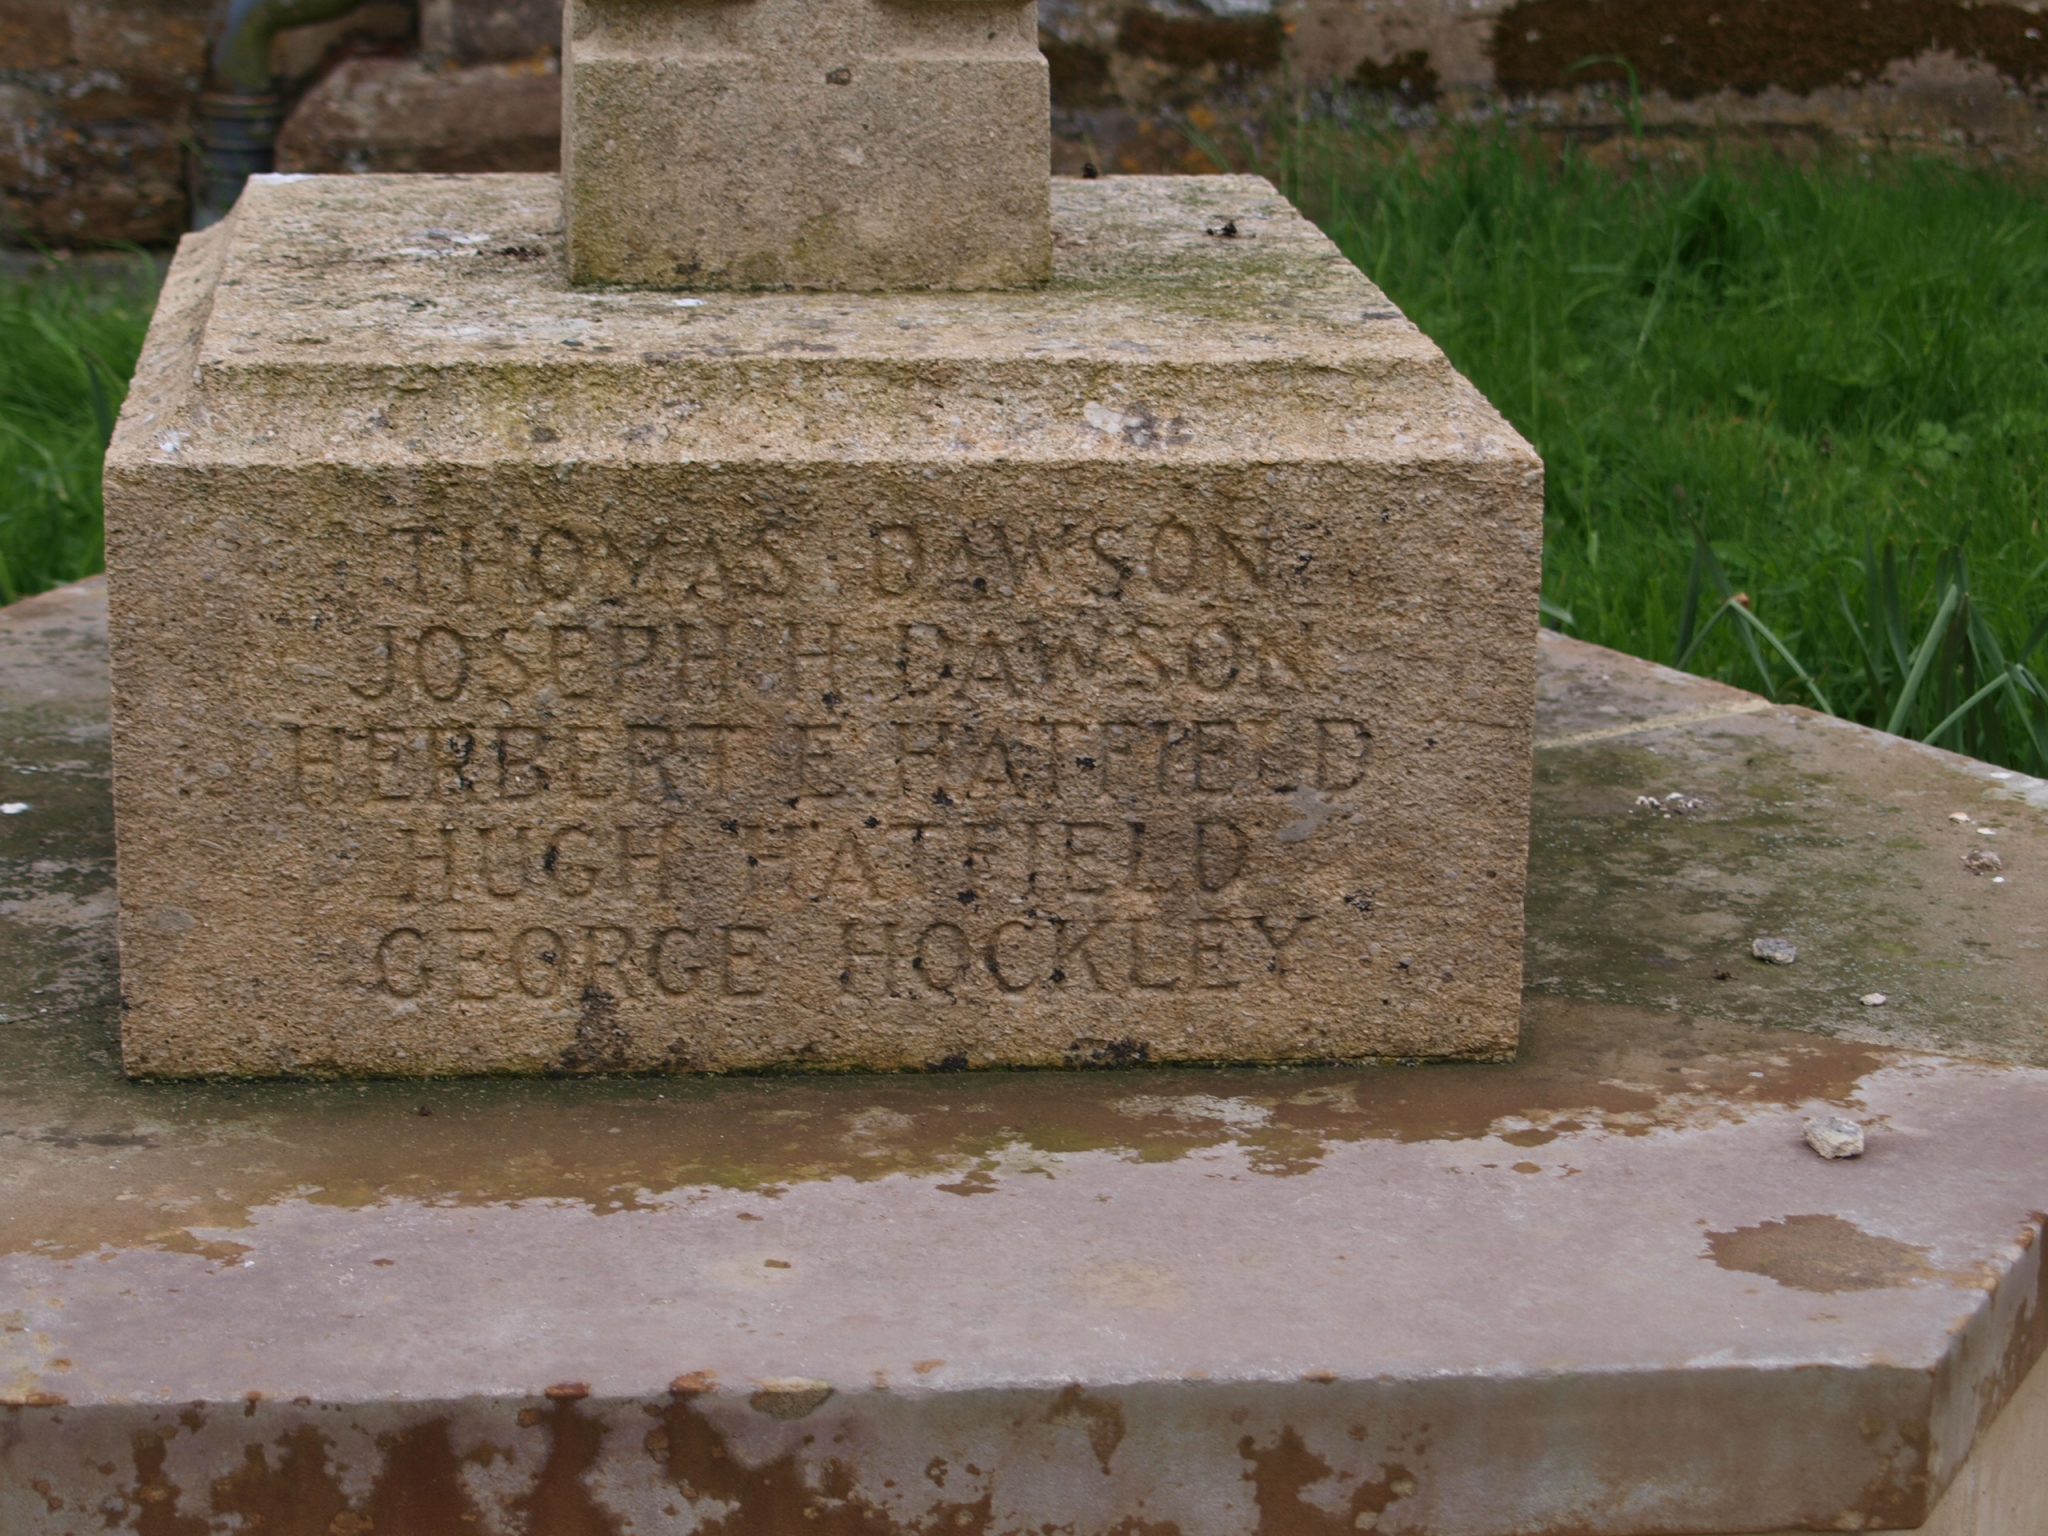 THOMAS DAWSON
JOSEPH H. DAWSON
HERBERT E. HATFIELD
HUGH HATFIELD
GEORGE HOCKLEY